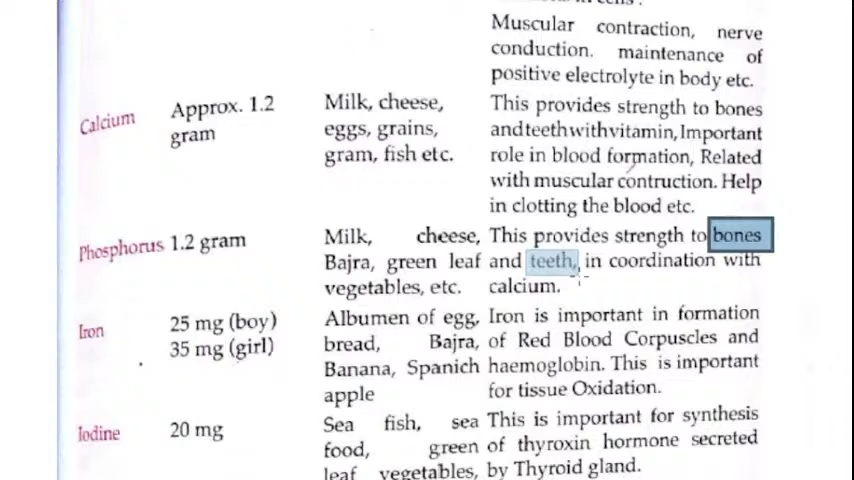 Muscular contraction, nerve
conduction. maintenance of
positive electrolyte in body etc.
Calcium
Approx. 1.2
gram
Milk, cheese,
eggs, grains,
gram, fish etc.
This provides strength to bones
and teeth with vitamin, Important
role in blood formation, Related
with muscular contruction. Help
in clotting the blood etc.
Phosphorus
1.2 gram
Milk, cheese,
Bajra, green leaf
vegetables, etc.
This provides strength to bones
and teeth, in coordination with
calcium.
Iron
25 mg (boy)
35 mg (girl)
Albumen of egg,
bread, Bajra,
Banana, Spanich
apple
Iron is important in formation
of Red Blood Corpuscles and
haemoglobin. This is important
for tissue Oxidation.
Iodine
20 mg
Sea fish, sea
food, green
leaf vegetables,
This is important for synthesis
of thyroxin hormone secreted
by Thyroid gland.